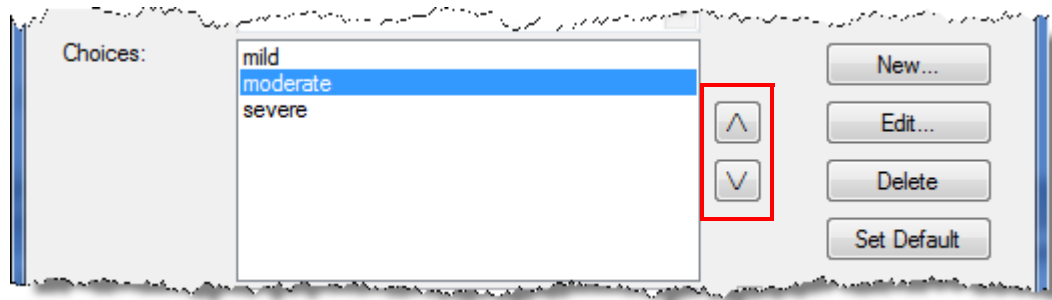 Choices:
mild
moderate
severe
New...
Edit...
Delete
Set Default